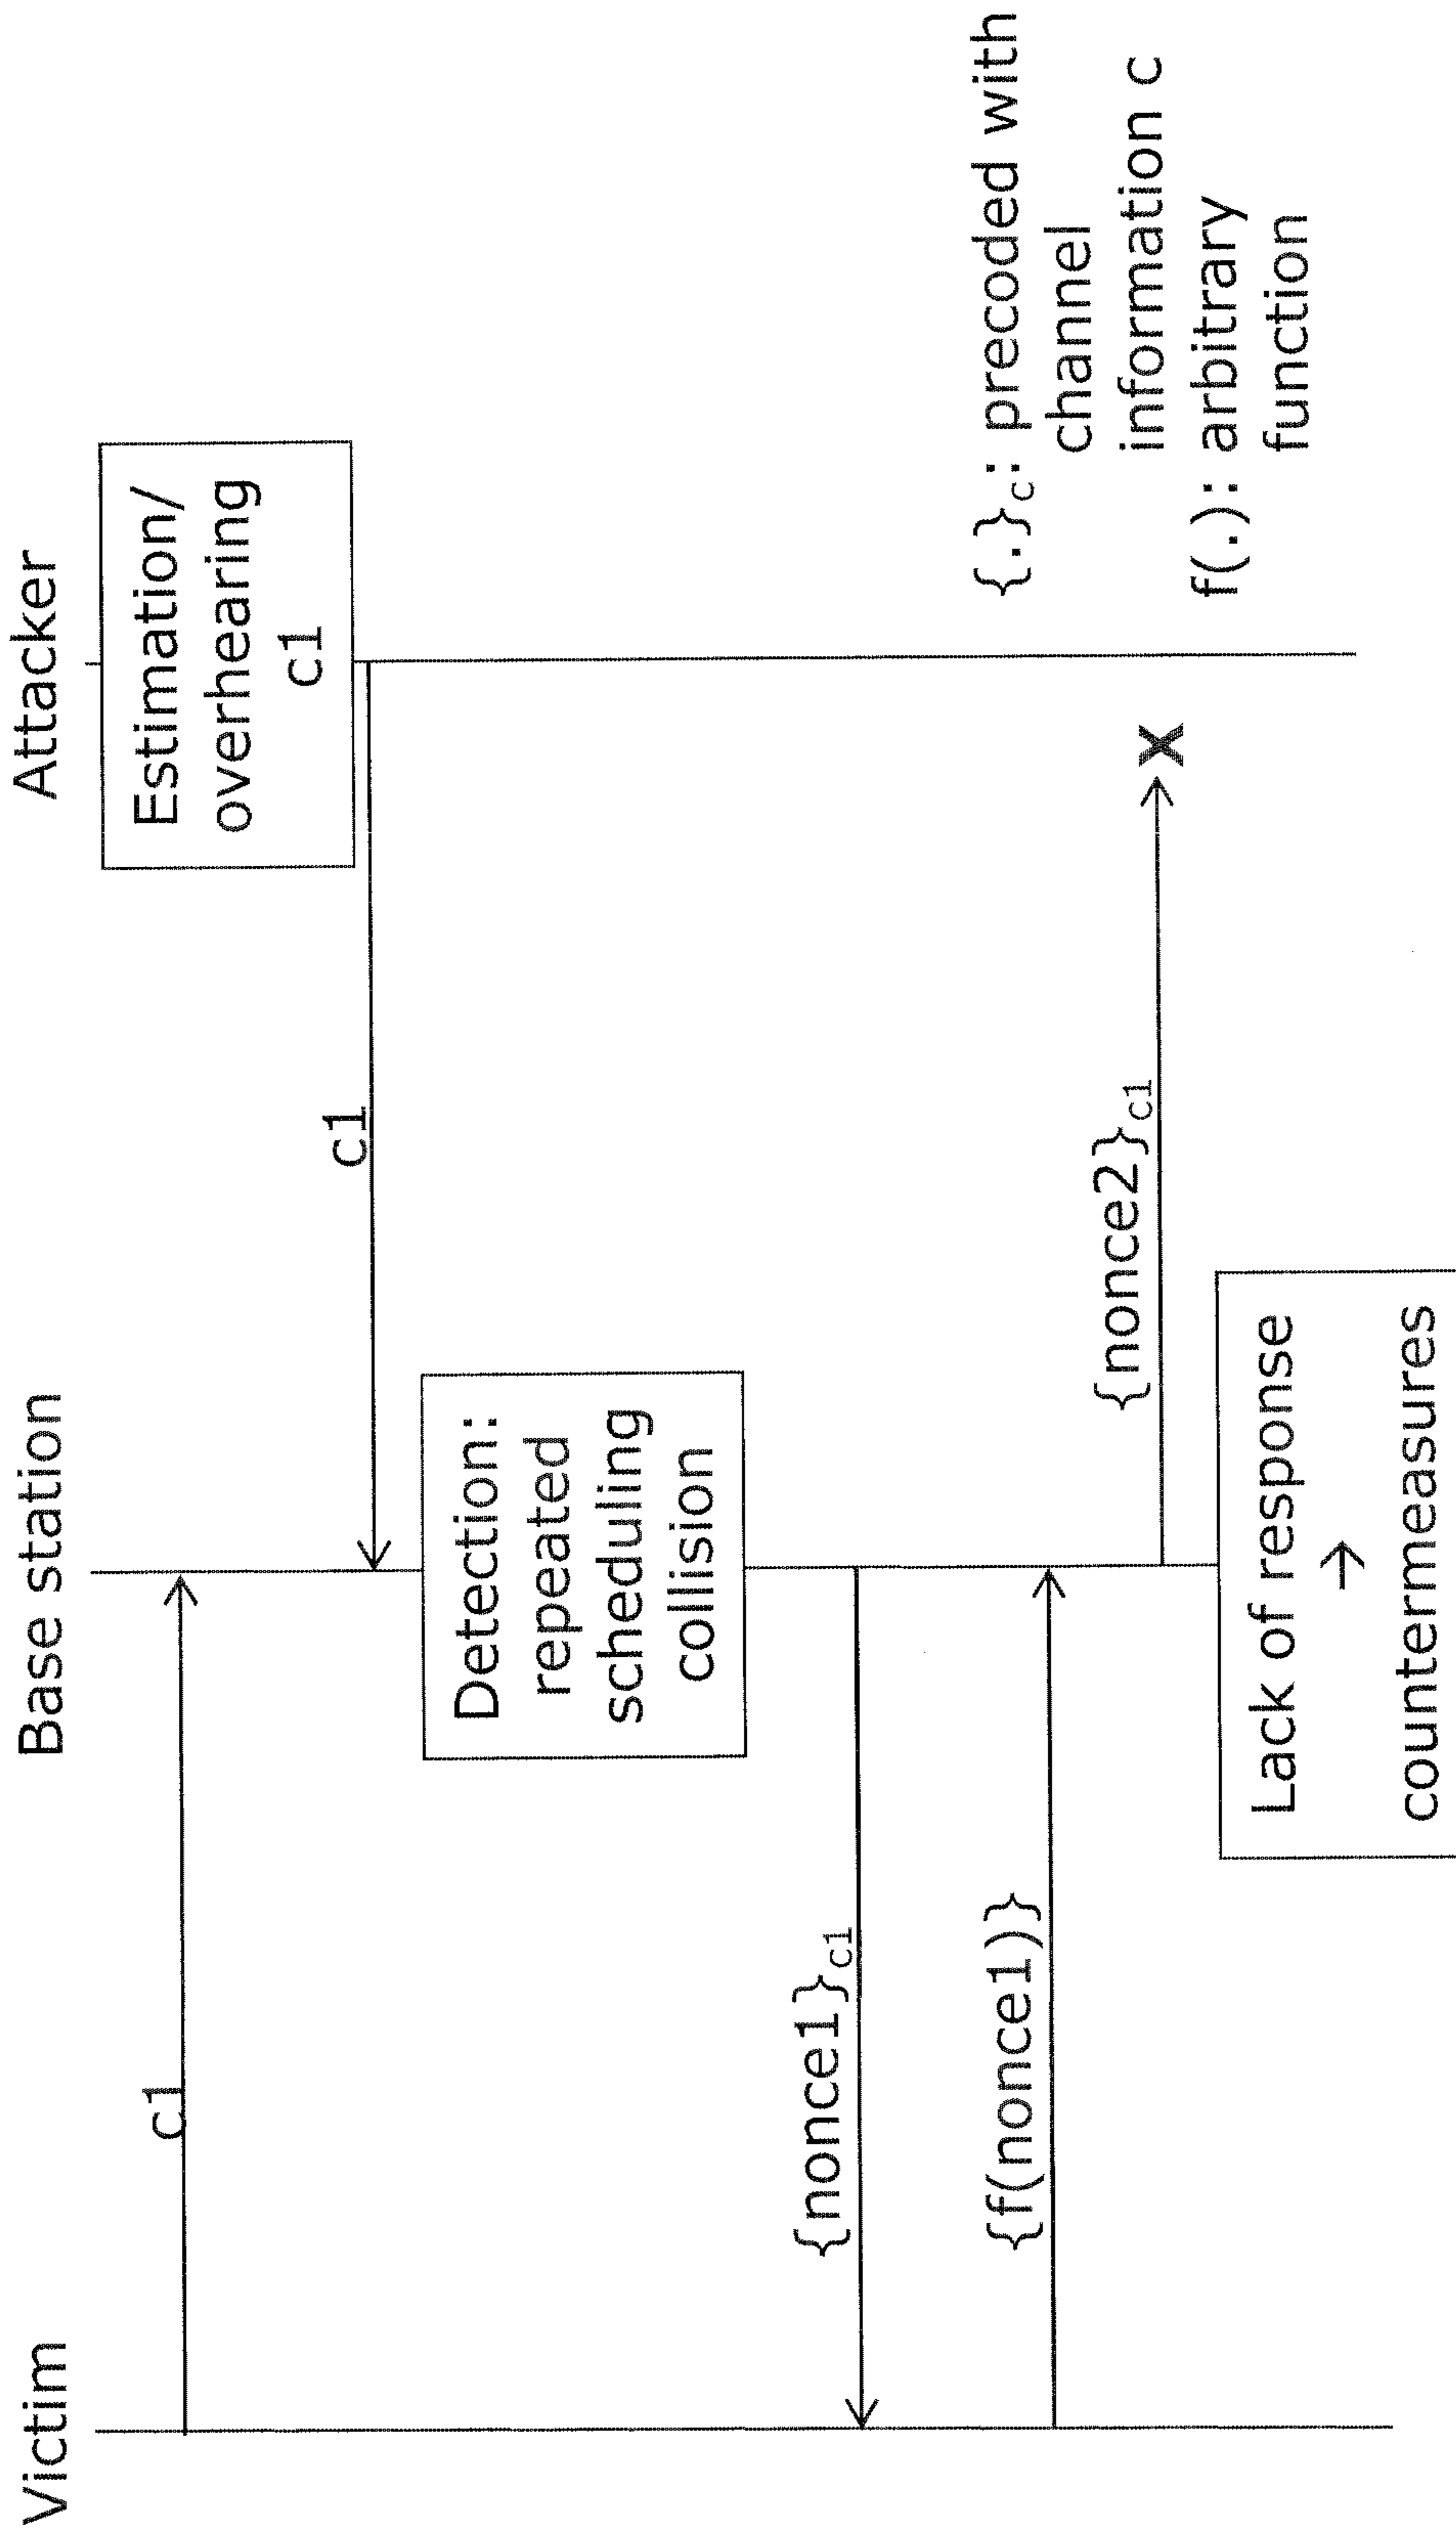 Victim
Base station
Attacker
Estimation/
overhearing
c1
c1
c1
Detection:
repeated
scheduling
collision
{nonce1}c1
{f(nonce1)}
{nonce2}c1
x
Lack of response
→
countermeasures
{.}c: precoded with
channel
information c
f(.): arbitrary
function